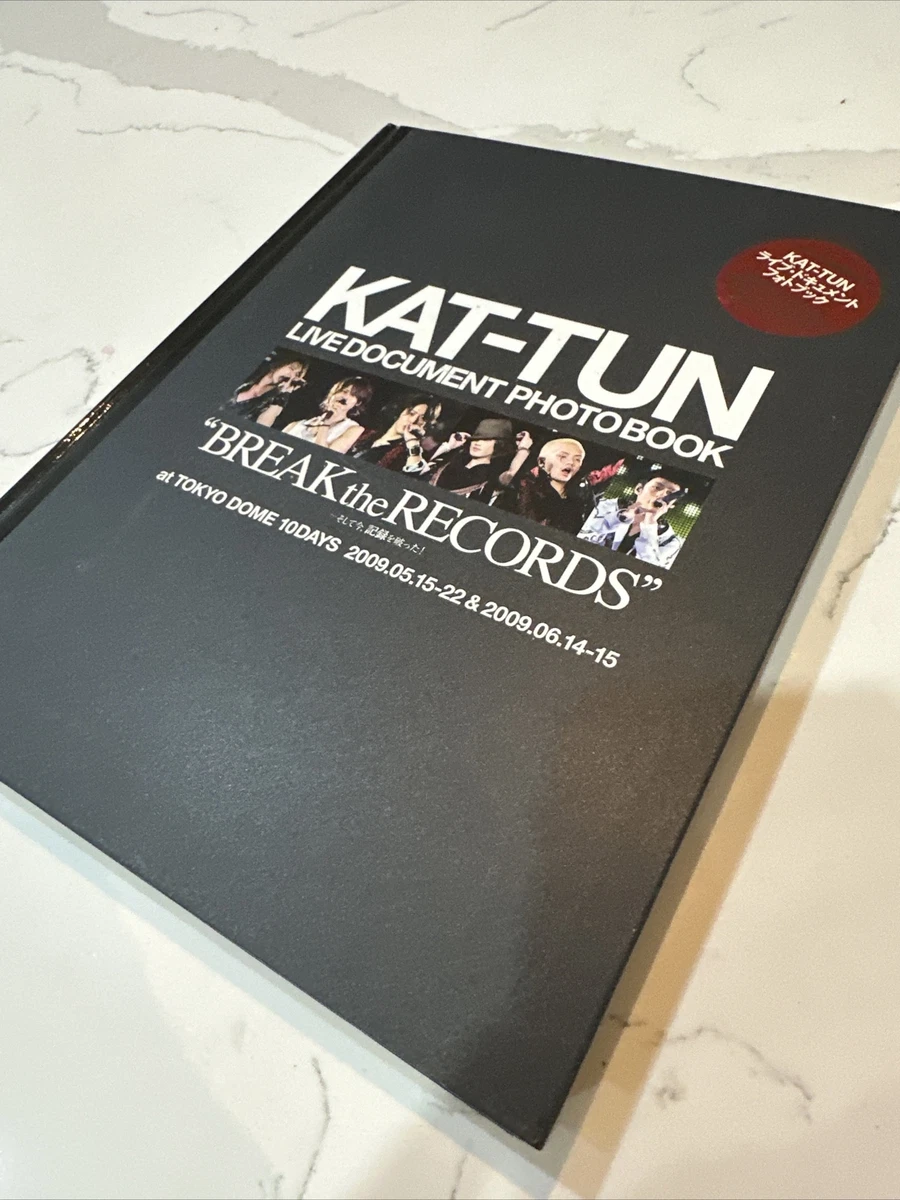 KAT-TUN
ライブ・ドキュメント
フォトブック
KAT-TUN
LIVE DOCUMENT PHOTO BOOK
“BREAK the RECORDS”
－そして今、記録を破った！
at TOKYO DOME 10DAYS 2009.05.15-22 & 2009.06.14-15